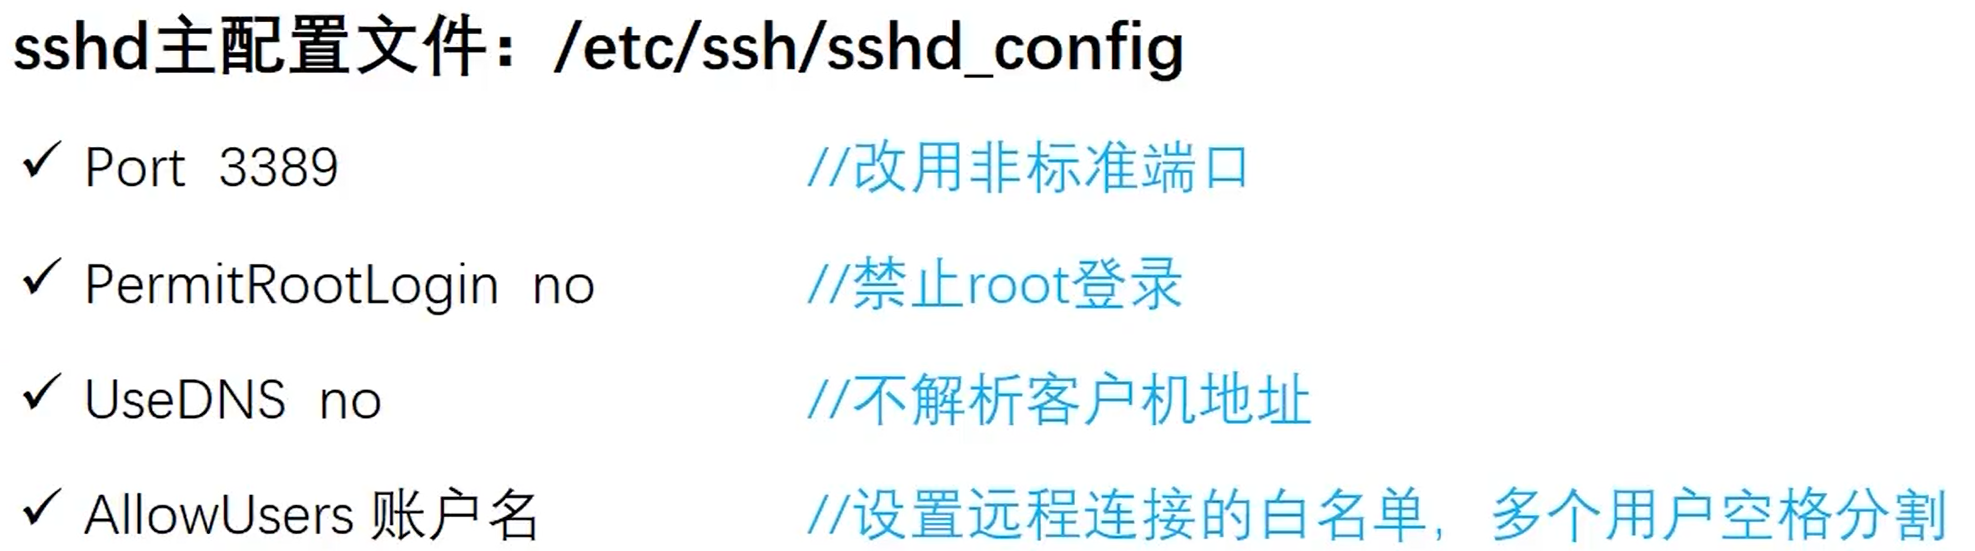 sshd主配置文件：/etc/ssh/sshd_config
✓ Port 3389 //改用非标准端口
✓ PermitRootLogin no //禁止root登录
✓ UseDNS no //不解析客户机地址
✓ AllowUsers 账户名 //设置远程连接的白名单，多个用户空格分割